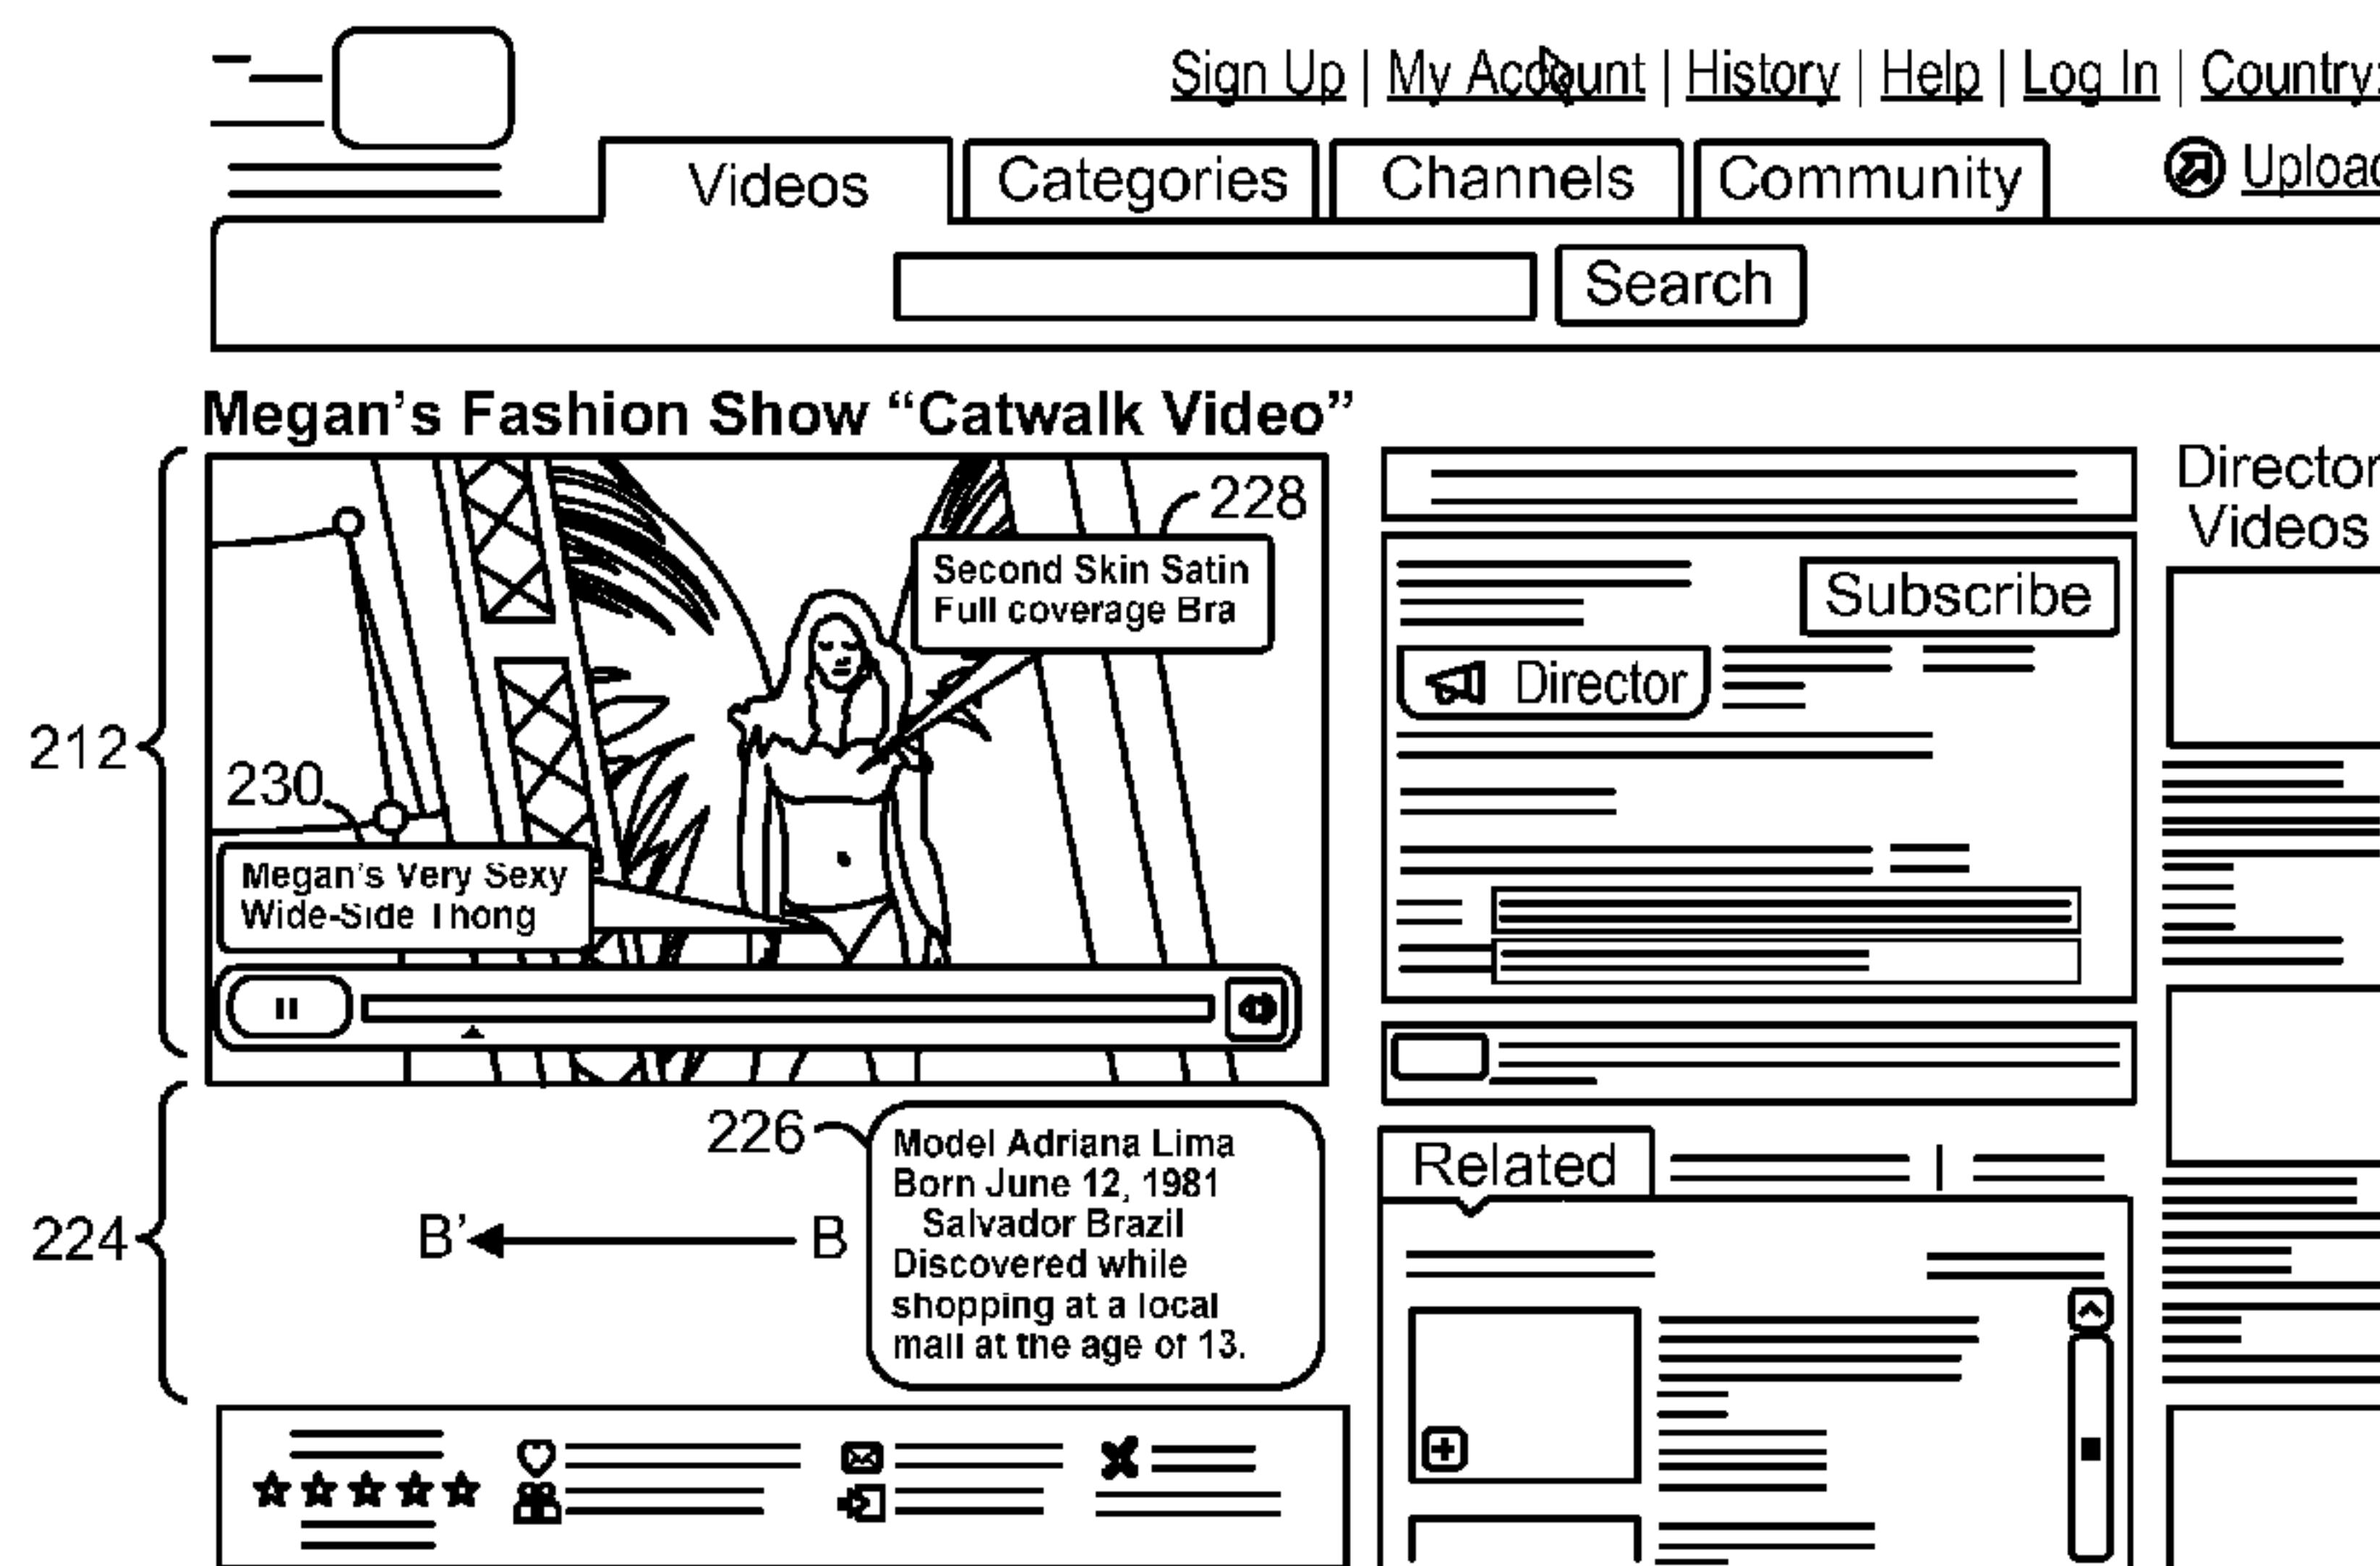 Sign Up | My Account | History | Help | Log In | Country:
Videos
Categories
Channels
Community
Upload
Search
Megan's Fashion Show “Catwalk Video”
Director
Videos
228
Second Skin Satin
Full coverage Bra
Subscribe
Director
212
230
Megan's Very Sexy
Wide-Side Thong
226
Model Adriana Lima
Born June 12, 1981
Salvador Brazil
Discovered while
shopping at a local
mall at the age of 13.
Related
224
B’
B